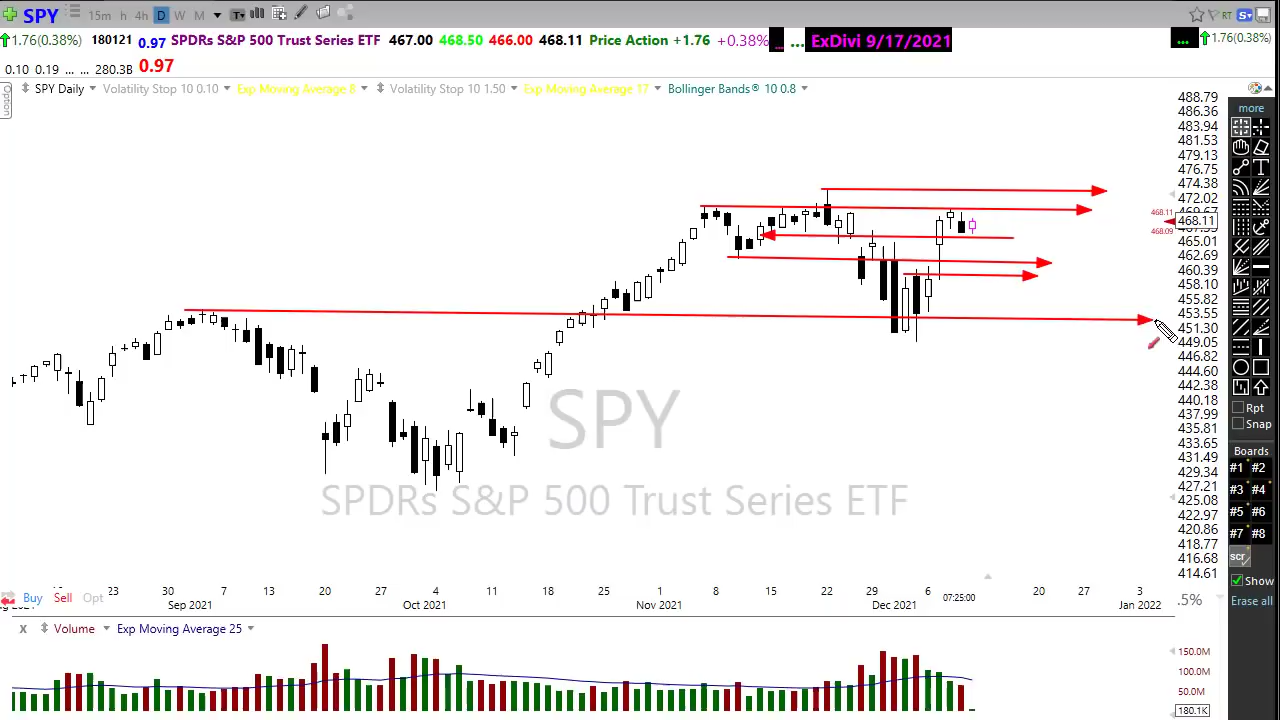 SPY 15m h 4h D W M T RT S
1.76(0.38%) 180121 0.97 SPDRs S&P 500 Trust Series ETF 467.00 468.50 466.00 468.11 Price Action +1.76 +0.38% ... ... ExDivi 9/17/2021 ... 1.76(0.38%)
0.10 0.19 ... ... 280.3B 0.97
Option
SPY Daily Volatility Stop 10 0.10 Exp Moving Average 8 Volatility Stop 10 1.50 Exp Moving Average 17 Bollinger Bands® 10 0.8
488.79
486.36
483.94
481.53
479.13
476.75
474.38
472.02
468.11
468.11
468.09
465.01
462.69
460.39
458.10
455.82
453.55
451.30
449.05
446.82
444.60
442.38
440.18
437.99
435.81
433.65
431.49
429.34
427.21
425.08
422.97
420.86
418.77
416.68
414.61
more
Rpt
Snap
Boards
#1 #2
#3 #4
#5 #6
#7 #8
scr
Show
Erase all
SPY
SPDRs S&P 500 Trust Series ETF
23 30 7 13 20 27 4 11 18 25 1 8 15 22 29 6 20 27 3
Buy Sell Opt Sep 2021 Oct 2021 Nov 2021 Dec 2021 07:25:00 Jan 2022 .5%
x Volume Exp Moving Average 25
150.0M
100.0M
50.0M
180.1K